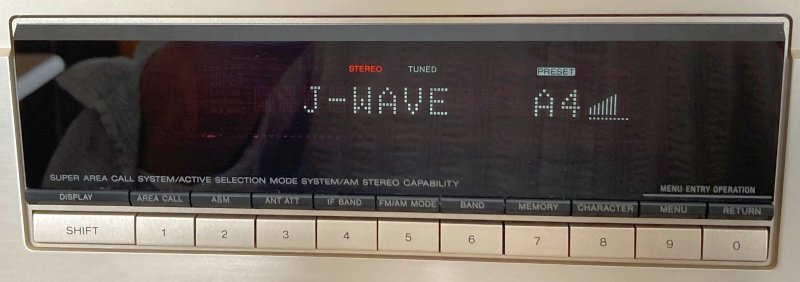 STEREO TUNED PRESET
J-WAVE A4
SUPER AREA CALL SYSTEM/ACTIVE SELECTION MODE SYSTEM/AM STEREO CAPABILITY
MENU ENTRY OPERATION
DISPLAY AREA CALL ASM ANT ATT IF BAND FM/AM MODE BAND MEMORY CHARACTER MENU RETURN
SHIFT 1 2 3 4 5 6 7 8 9 0